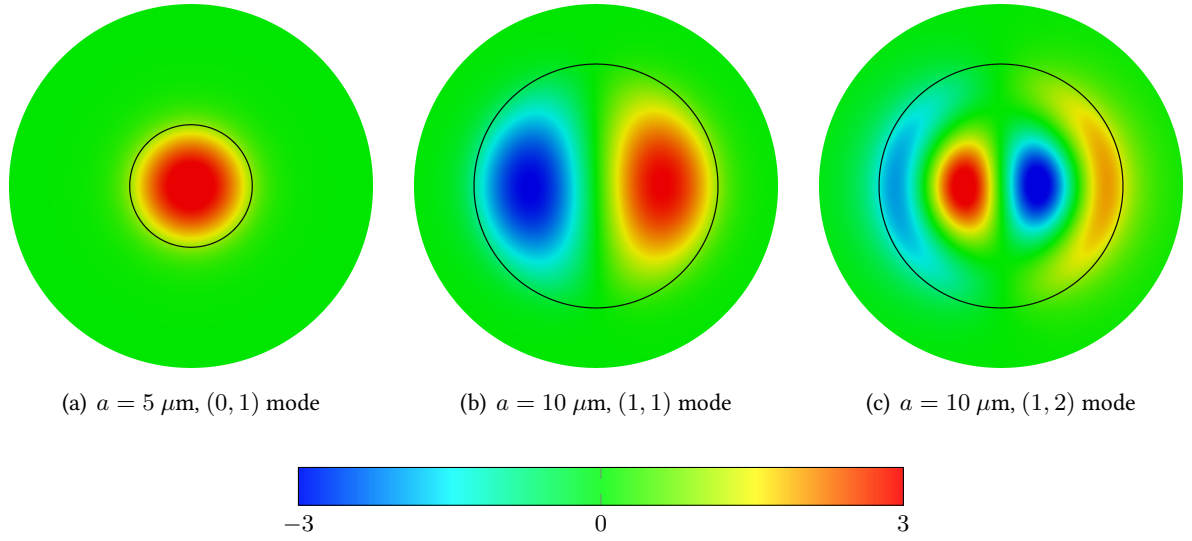 (a) a = 5 μm, (0, 1) mode
(b) a = 10 μm, (1, 1) mode
(c) a = 10 μm, (1, 2) mode
−3 0 3